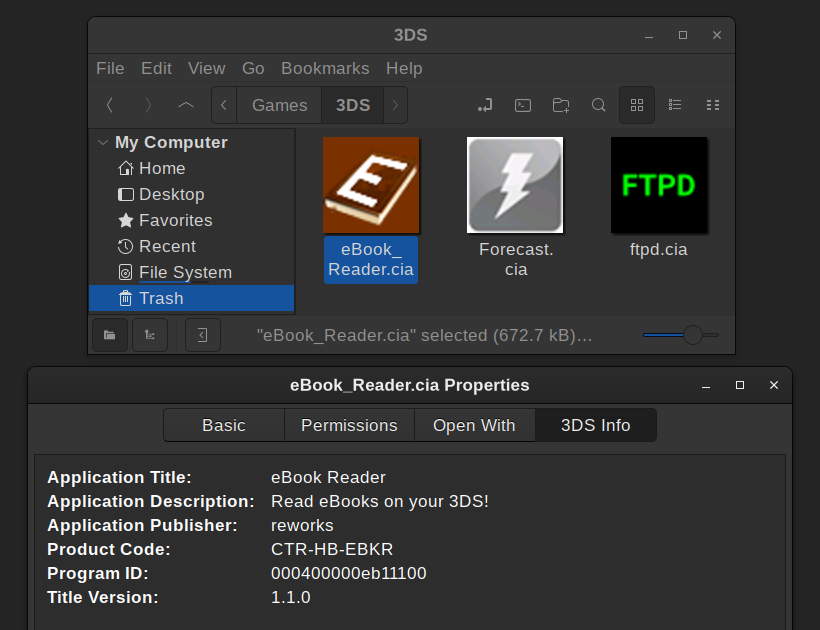 3DS
File Edit View Go Bookmarks Help
Games 3DS
My Computer
Home
Desktop
Favorites
Recent
File System
Trash
E
eBook_
Reader.cia
Forecast.
cia
FTPD
ftpd.cia
"eBook_Reader.cia" selected (672.7 kB)…
eBook_Reader.cia Properties
Basic Permissions Open With 3DS Info
Application Title: eBook Reader
Application Description: Read eBooks on your 3DS!
Application Publisher: reworks
Product Code: CTR-HB-EBKR
Program ID: 000400000eb11100
Title Version: 1.1.0